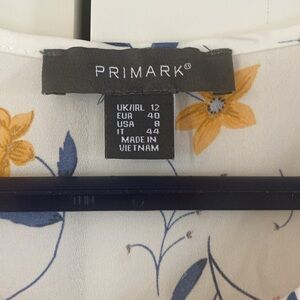 PRIMARK®
UK/IRL 12
EUR 40
USA 8
IT 44
MADE IN
VIETNAM